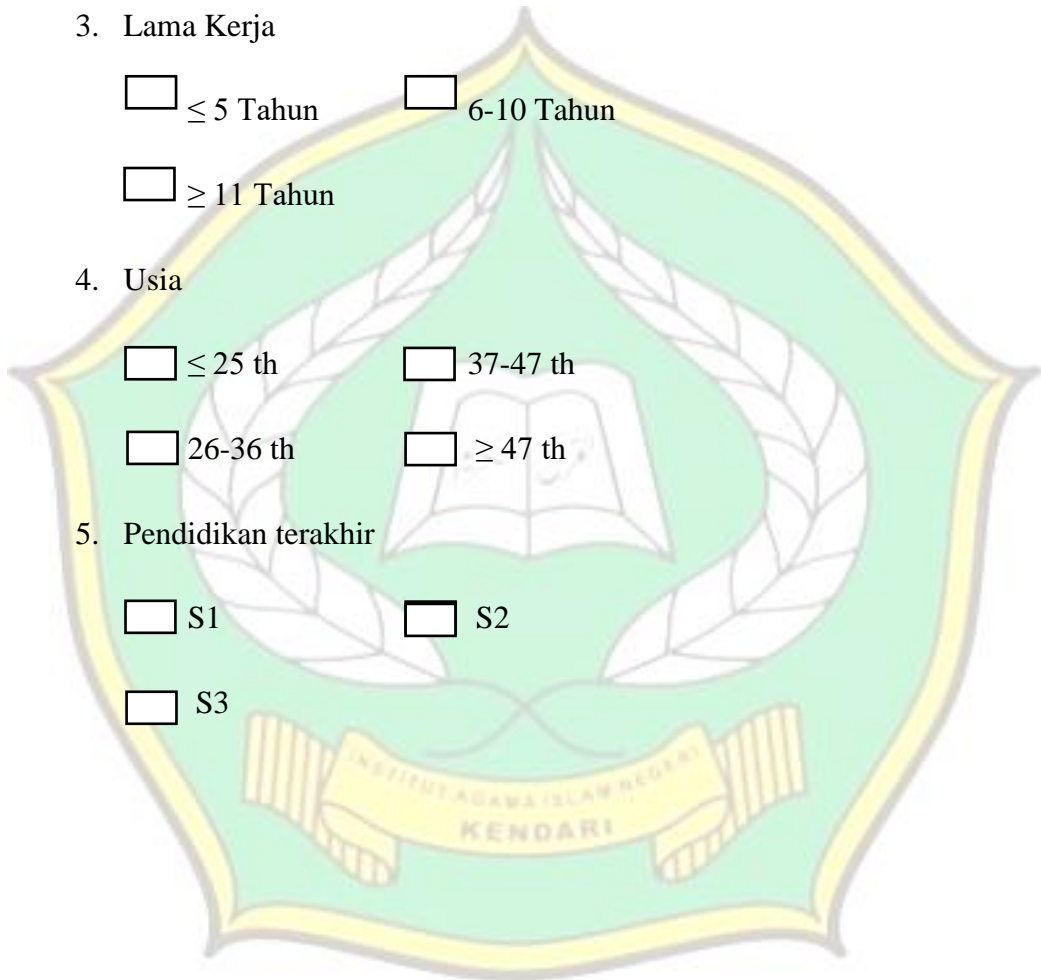 3. Lama Kerja
≤ 5 Tahun 6-10 Tahun
≥ 11 Tahun
4. Usia
≤ 25 th 37-47 th
26-36 th ≥ 47 th
5. Pendidikan terakhir
S1 S2
S3
INSTITUT AGAMA ISLAM NEGERI
KENDARI